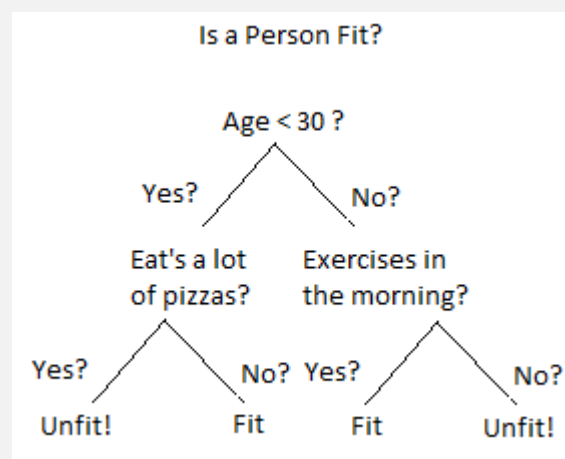 Is a Person Fit?
Age < 30 ?
Yes?
No?
Eat's a lot
of pizzas?
Exercises in
the morning?
Yes?
No?
Yes?
No?
Unfit!
Fit
Fit
Unfit!